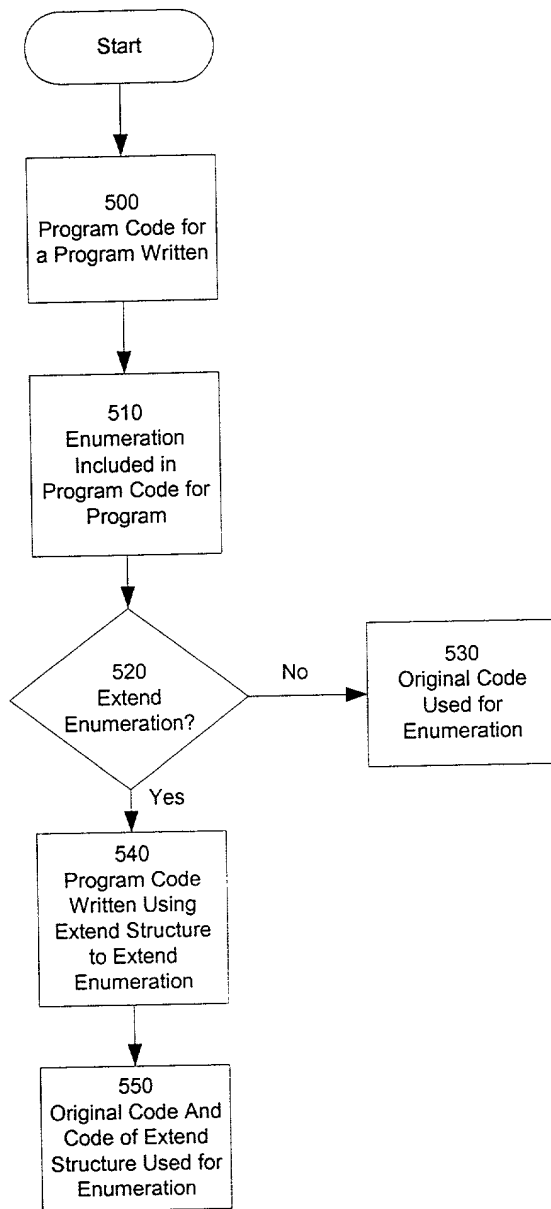 Start
500
Program Code for
a Program Written
510
Enumeration
Included in
Program Code for
Program
520
Extend
Enumeration?
No
530
Original Code
Used for
Enumeration
Yes
540
Program Code
Written Using
Extend Structure
to Extend
Enumeration
550
Original Code And
Code of Extend
Structure Used for
Enumeration